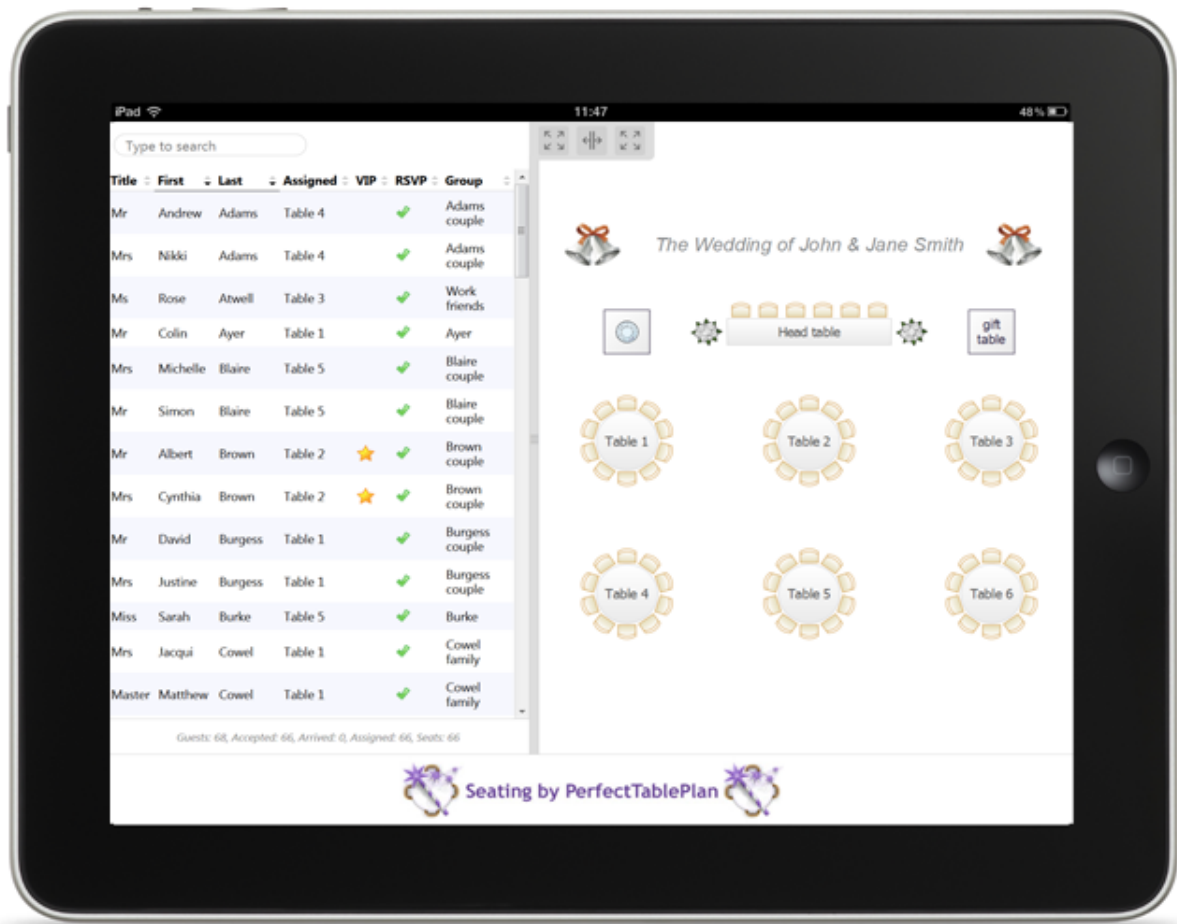 iPad 11:47 48%
Type to search
Title First Last Assigned VIP RSVP Group
Mr Andrew Adams Table 4 Adams couple
Mrs Nikki Adams Table 4 Adams couple
Ms Rose Atwell Table 3 Work friends
Mr Colin Ayer Table 1 Ayer
Mrs Michelle Blaire Table 5 Blaire couple
Mr Simon Blaire Table 5 Blaire couple
Mr Albert Brown Table 2 Brown couple
Mrs Cynthia Brown Table 2 Brown couple
Mr David Burgess Table 1 Burgess couple
Mrs Justine Burgess Table 1 Burgess couple
Miss Sarah Burke Table 5 Burke
Mrs Jacqui Cowel Table 1 Cowel family
Master Matthew Cowel Table 1 Cowel family
Guests: 68, Accepted: 66, Arrived: 0, Assigned: 66, Seats: 66
The Wedding of John & Jane Smith
Head table
gift
table
Table 1 Table 2 Table 3
Table 4 Table 5 Table 6
Seating by PerfectTablePlan